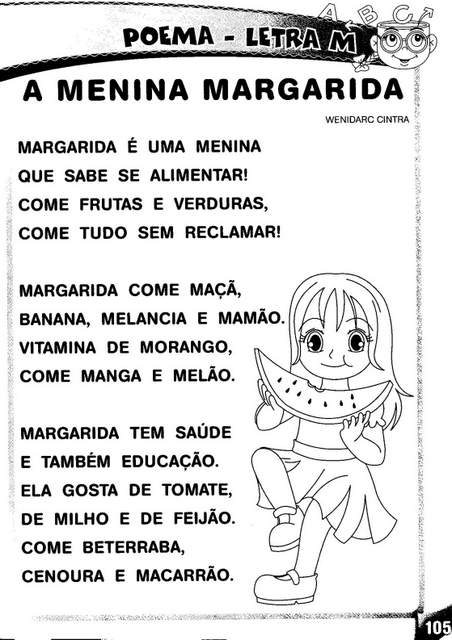 POEMA - LETRA M
A B C
A MENINA MARGARIDA
WENIDARC CINTRA
MARGARIDA É UMA MENINA
QUE SABE SE ALIMENTAR!
COME FRUTAS E VERDURAS,
COME TUDO SEM RECLAMAR!
MARGARIDA COME MAÇÃ,
BANANA, MELANCIA E MAMÃO.
VITAMINA DE MORANGO,
COME MANGA E MELÃO.
MARGARIDA TEM SAÚDE
E TAMBÉM EDUCAÇÃO.
ELA GOSTA DE TOMATE,
DE MILHO E DE FEIJÃO.
COME BETERRABA,
CENOURA E MACARRÃO.
105